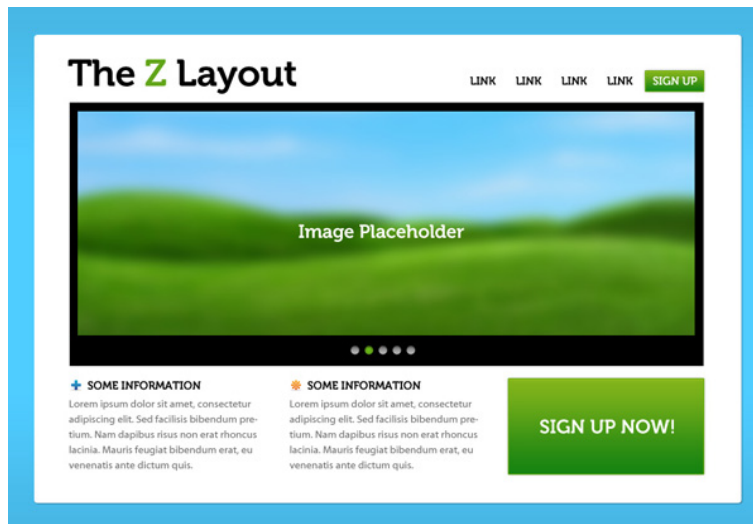 The Z Layout
LINK LINK LINK LINK SIGN UP
Image Placeholder
SOME INFORMATION
Lorem ipsum dolor sit amet, consectetur
adipiscing elit. Sed facilisis bibendum pre-
tium. Nam dapibus risus non erat rhoncus
lacinia. Mauris feugiat bibendum erat, eu
venenatis ante dictum quis.
SOME INFORMATION
Lorem ipsum dolor sit amet, consectetur
adipiscing elit. Sed facilisis bibendum pre-
tium. Nam dapibus risus non erat rhoncus
lacinia. Mauris feugiat bibendum erat, eu
venenatis ante dictum quis.
SIGN UP NOW!